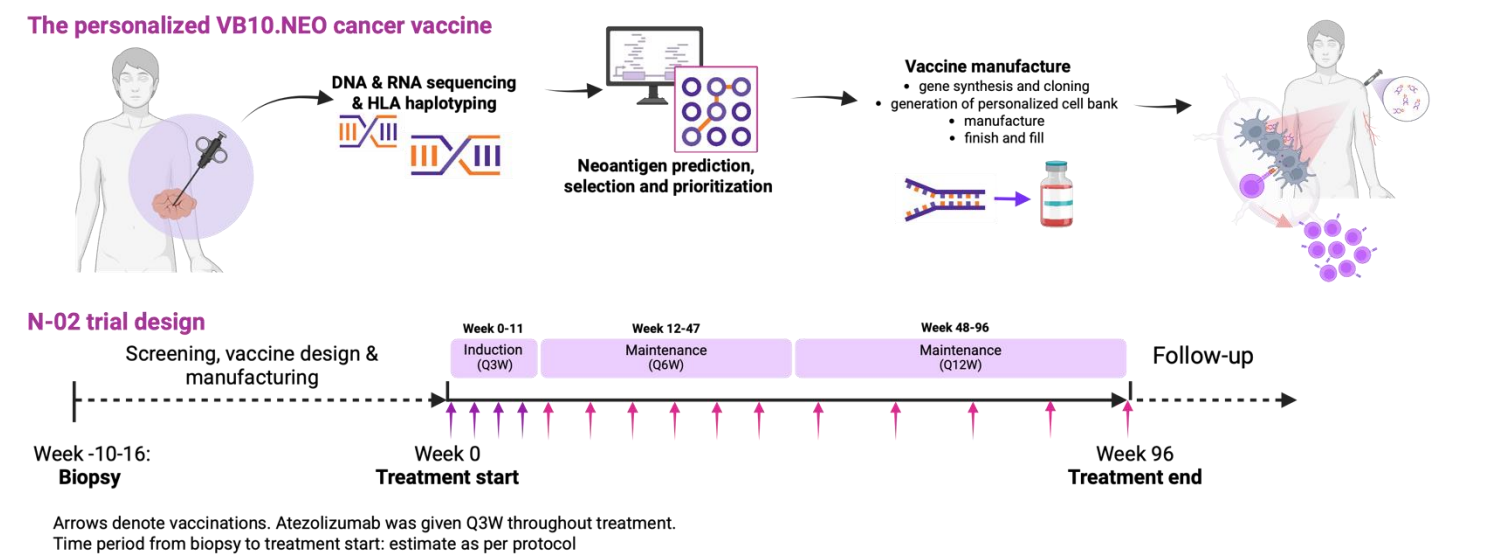 The personalized VB10.NEO cancer vaccine
DNA & RNA sequencing
& HLA haplotyping
Neoantigen prediction,
selection and prioritization
Vaccine manufacture
• gene synthesis and cloning
• generation of personalized cell bank
• manufacture
• finish and fill
N-02 trial design
Screening, vaccine design &
manufacturing
Week 0-11
Induction
(Q3W)
Week 12-47
Maintenance
(Q6W)
Week 48-96
Maintenance
(Q12W)
Follow-up
Week -10-16:
Biopsy
Week 0
Treatment start
Week 96
Treatment end
Arrows denote vaccinations. Atezolizumab was given Q3W throughout treatment.
Time period from biopsy to treatment start: estimate as per protocol